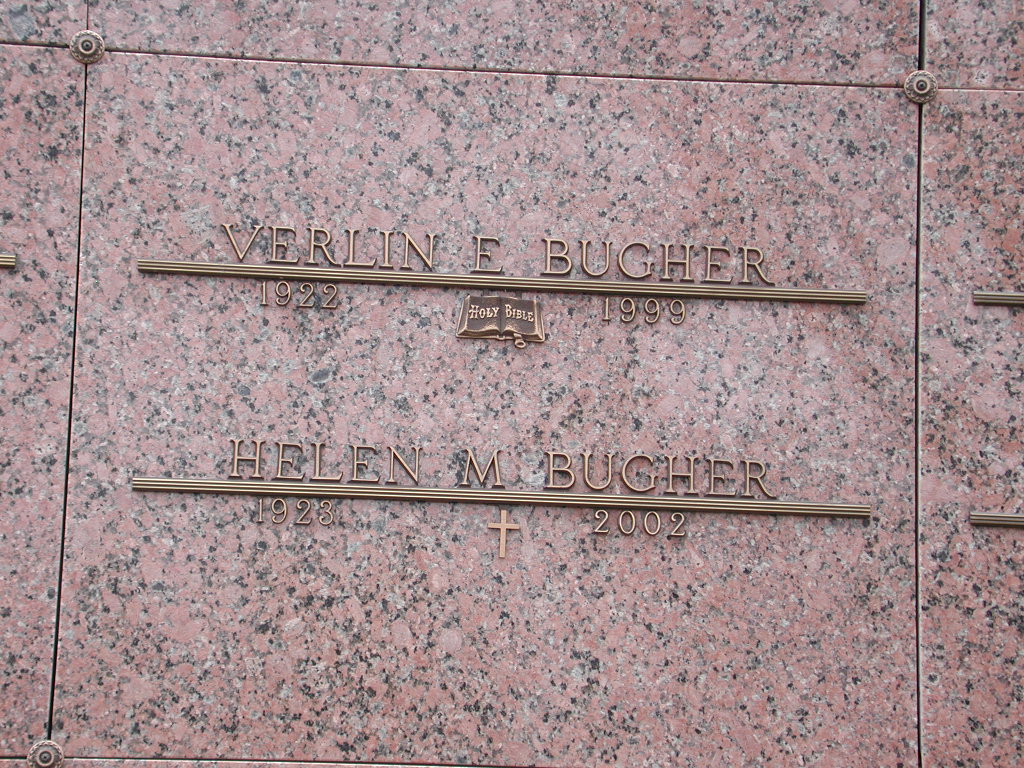 VERLIN E BUGHER
1922 1999
HOLY BIBLE
HELEN M BUGHER
1923 2002